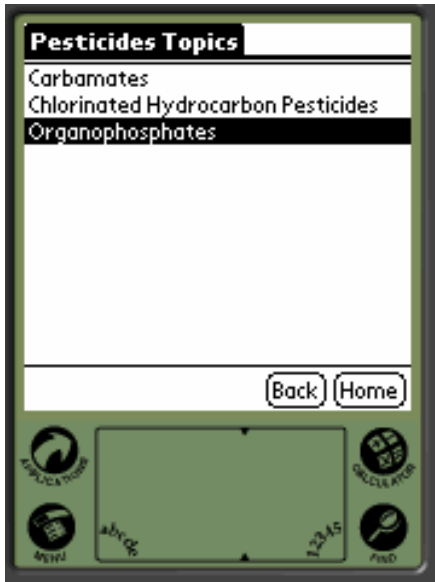 Pesticides Topics
Carbamates
Chlorinated Hydrocarbon Pesticides
Organophosphates
Back Home
APPLICATIONS
CALCULATOR
MENU
abcde
12345
FIND